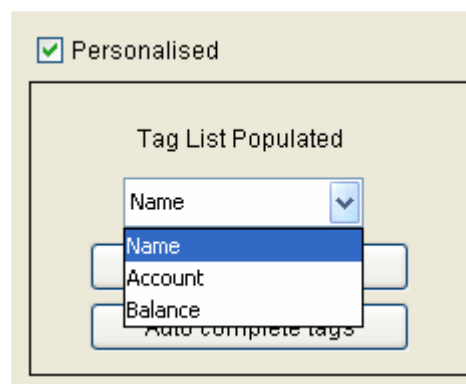 Personalised
Tag List Populated
Name
Name
Account
Balance
Auto complete tags